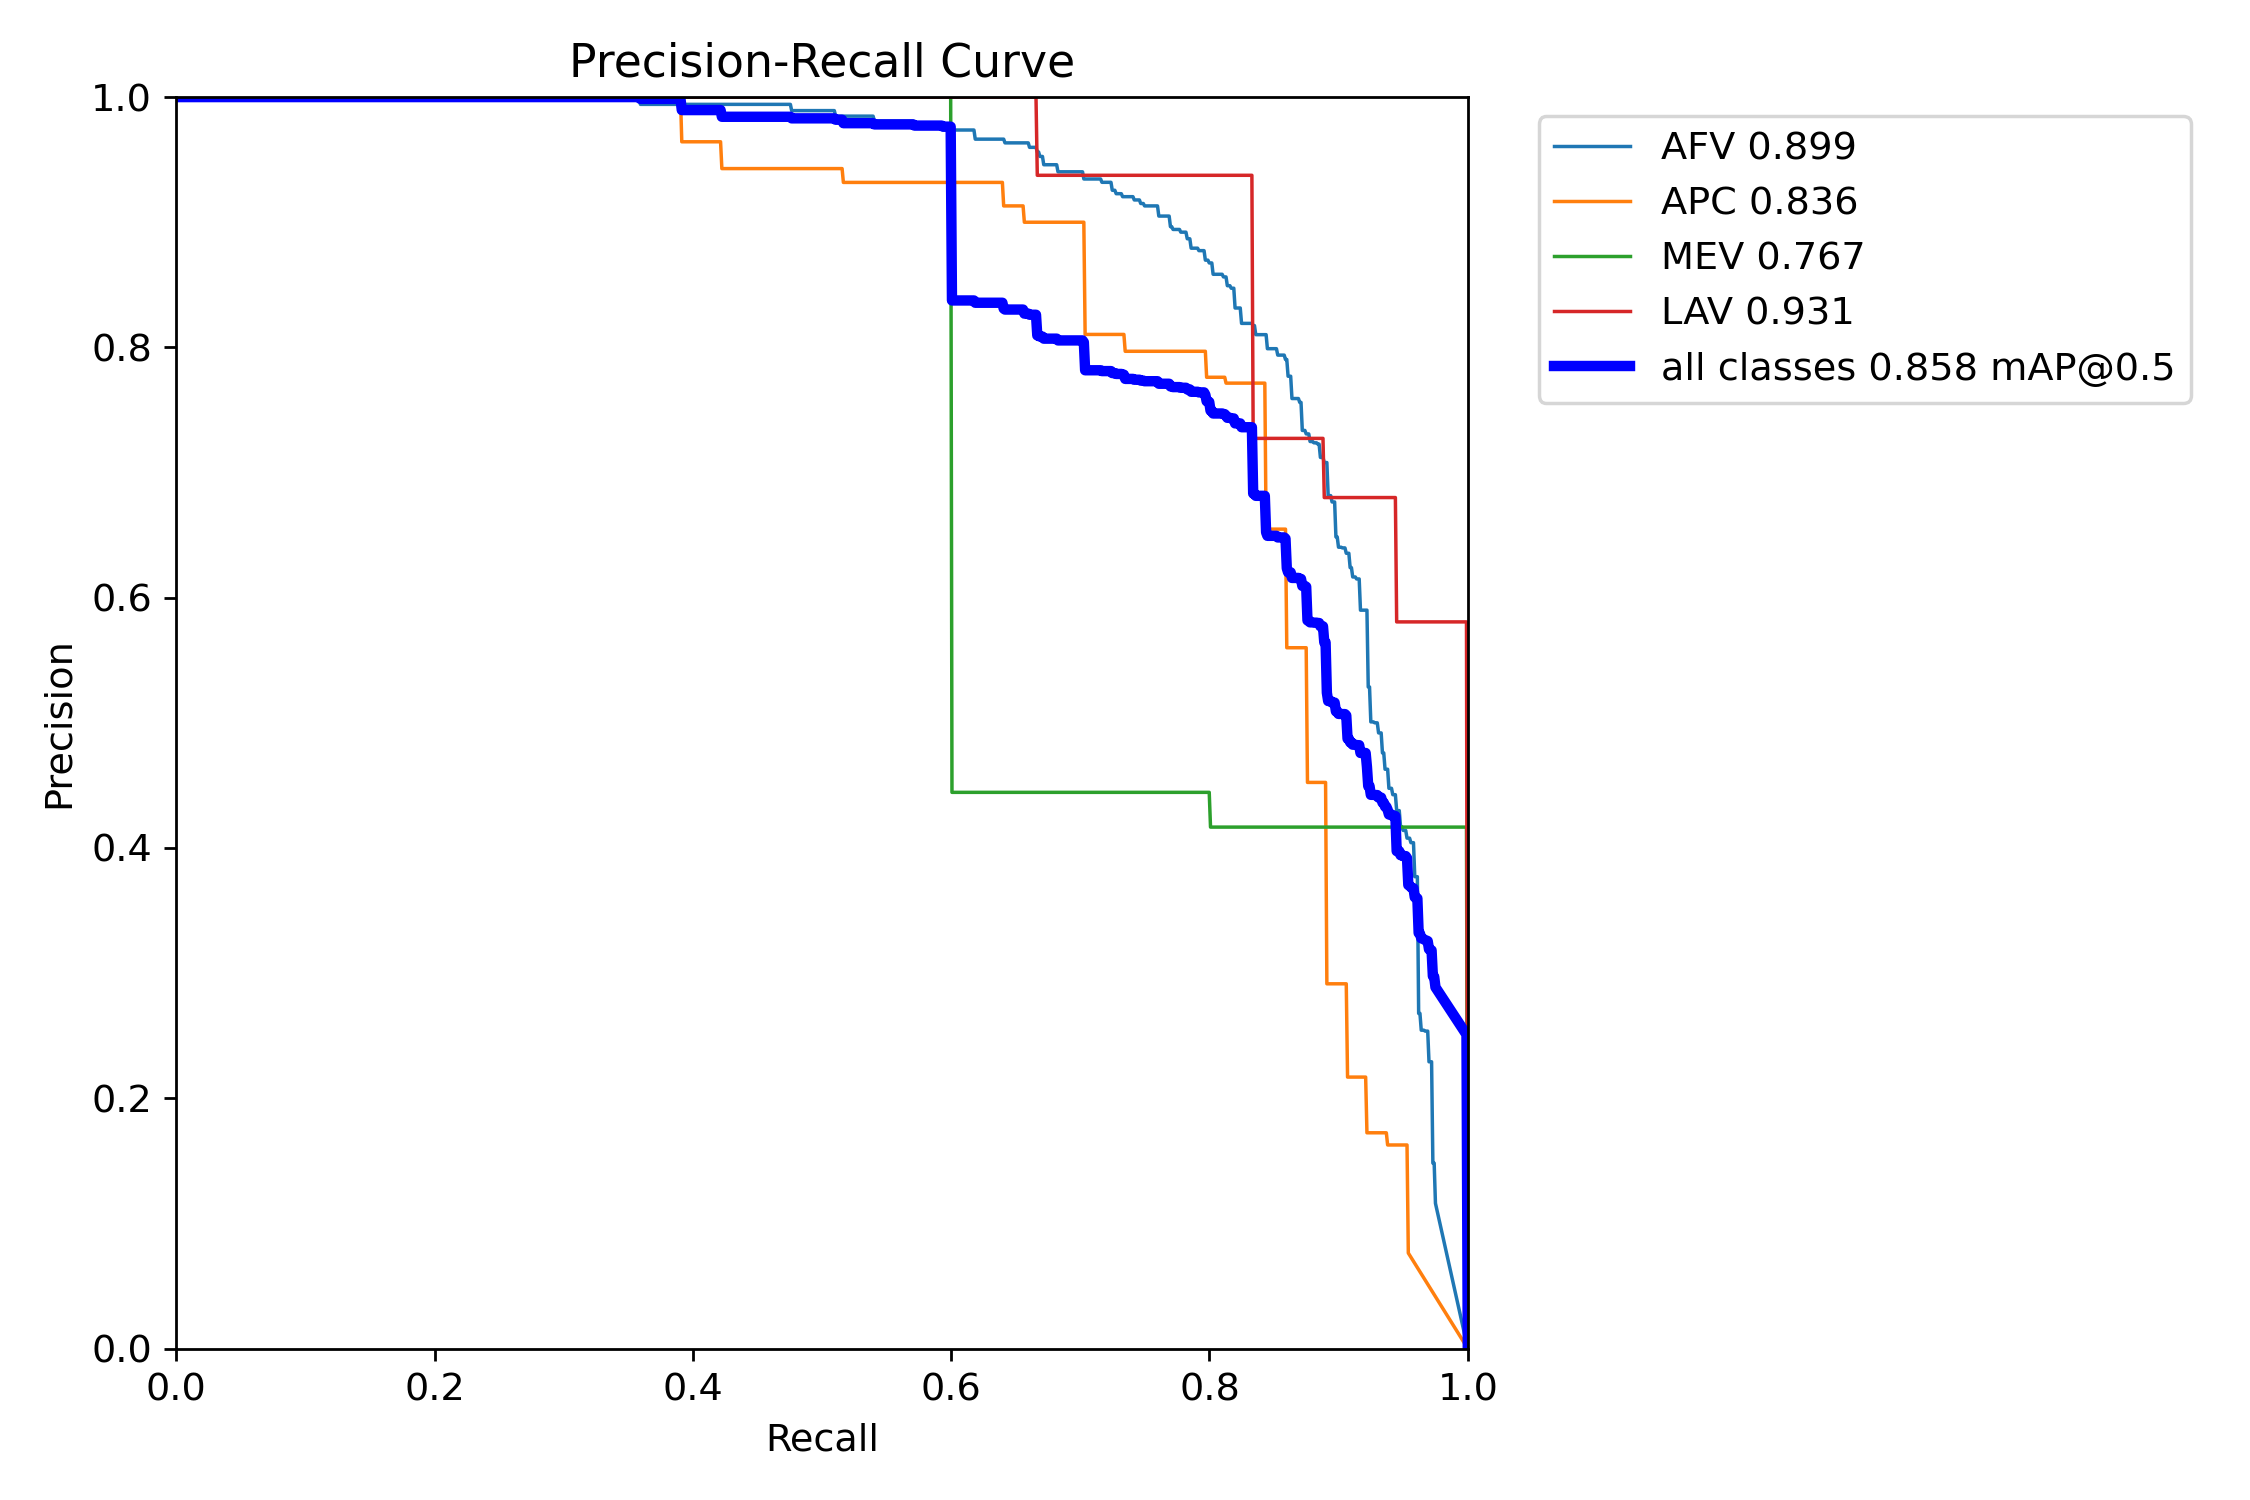 Precision-Recall Curve
1.0
0.8
0.6
0.4
0.2
0.0
0.0 0.2 0.4 0.6 0.8 1.0
Precision
Recall
AFV 0.899
APC 0.836
MEV 0.767
LAV 0.931
all classes 0.858 mAP@0.5